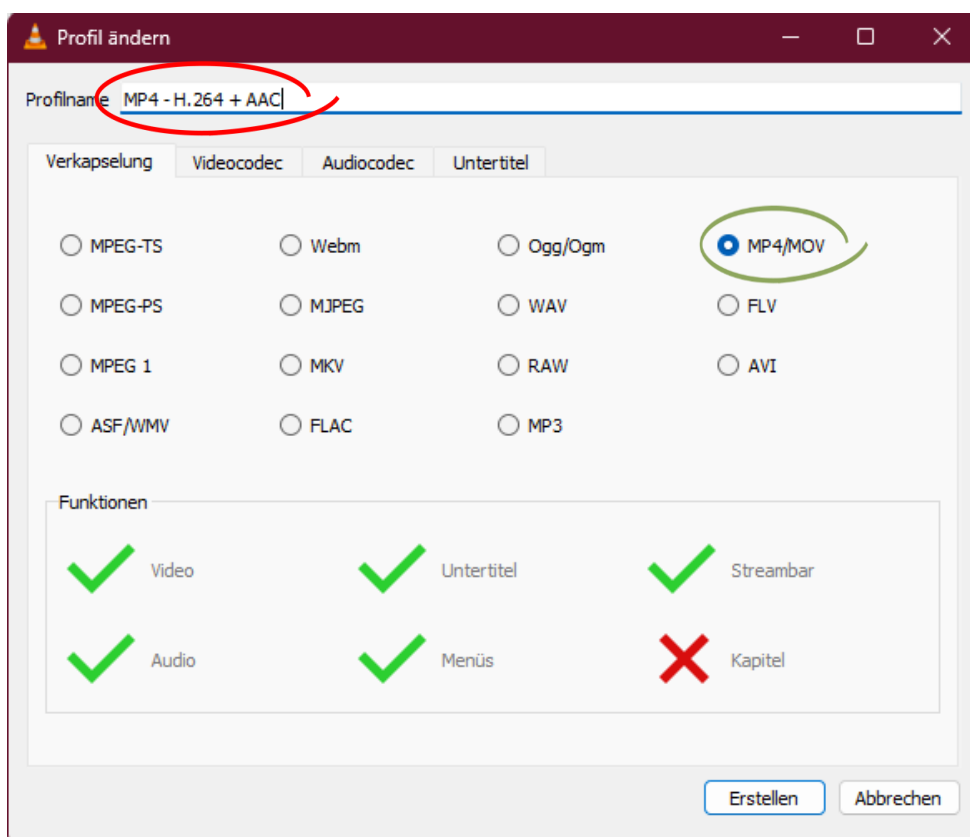 Profil ändern
Profilname MP4 - H.264 + AAC
Verkapselung Videocodec Audiocodec Untertitel
MPEG-TS Webm Ogg/Ogm MP4/MOV
MPEG-PS MJPEG WAV FLV
MPEG 1 MKV RAW AVI
ASF/WMV FLAC MP3
Funktionen
Video Untertitel Streambar
Audio Menüs Kapitel
Erstellen Abbrechen